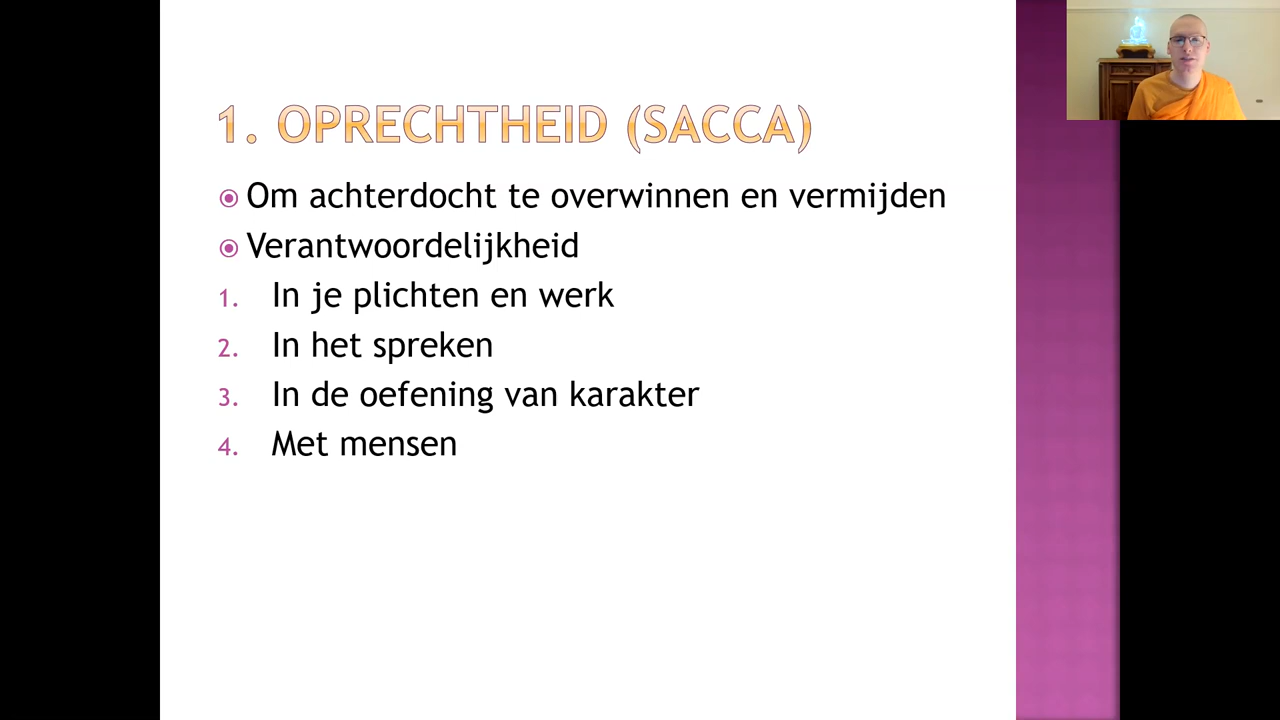 1. OPRECHTHEID (SACCA)
Om achterdocht te overwinnen en vermijden
Verantwoordelijkheid
1. In je plichten en werk
2. In het spreken
3. In de oefening van karakter
4. Met mensen